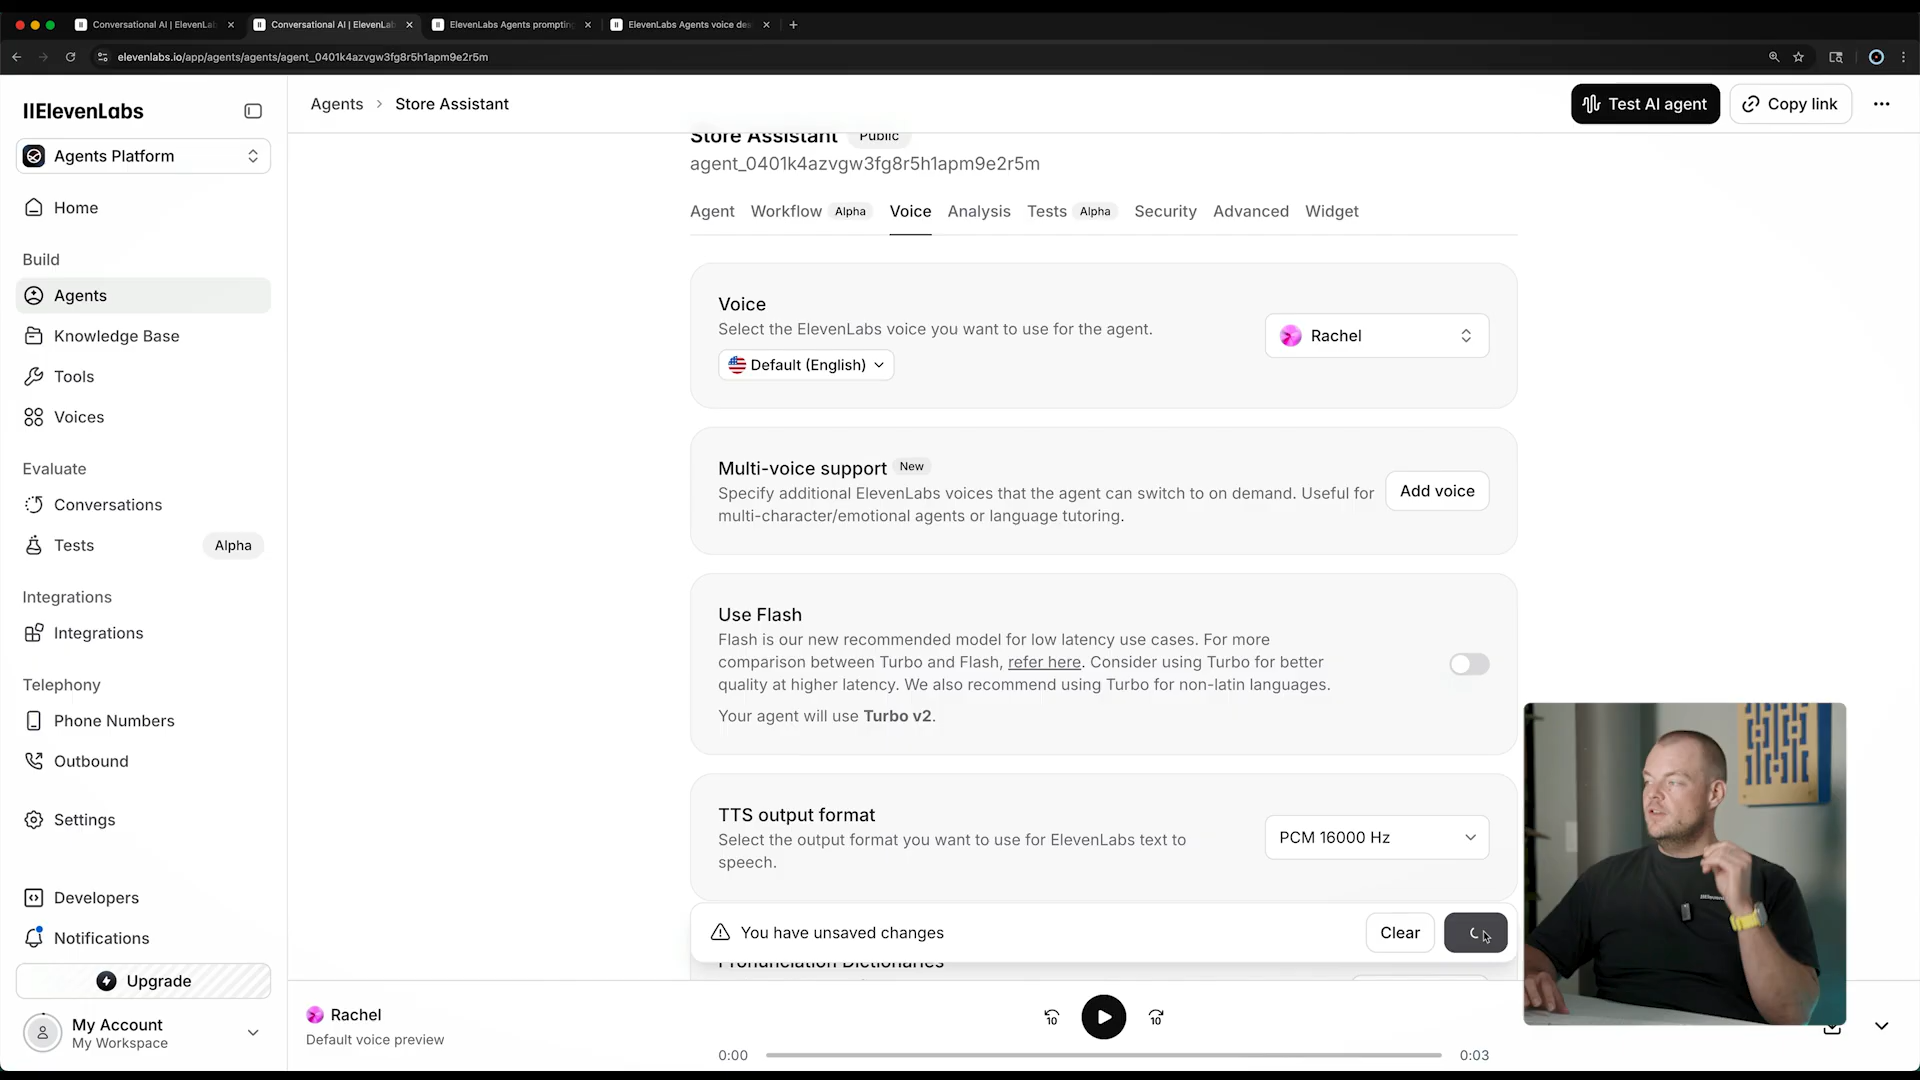 Conversational AI | ElevenLab
Conversational AI | ElevenLab
ElevenLabs Agents prompting
ElevenLabs Agents voice des
elevenlabs.io/app/agents/agents/agent_0401k4azvgw3fg8r5h1apm9e2r5m
IIElevenLabs
Agents Platform
Home
Build
Agents
Knowledge Base
Tools
Voices
Evaluate
Conversations
Tests
Alpha
Integrations
Integrations
Telephony
Phone Numbers
Outbound
Settings
Developers
Notifications
Upgrade
My Account
My Workspace
Agents > Store Assistant
Test AI agent
Copy link
Store Assistant Public
agent_0401k4azvgw3fg8r5h1apm9e2r5m
Agent Workflow Alpha Voice Analysis Tests Alpha Security Advanced Widget
Voice
Select the ElevenLabs voice you want to use for the agent.
Default (English)
Rachel
Multi-voice support New
Specify additional ElevenLabs voices that the agent can switch to on demand. Useful for
multi-character/emotional agents or language tutoring.
Add voice
Use Flash
Flash is our new recommended model for low latency use cases. For more
comparison between Turbo and Flash, refer here. Consider using Turbo for better
quality at higher latency. We also recommend using Turbo for non-latin languages.
Your agent will use Turbo v2.
TTS output format
Select the output format you want to use for ElevenLabs text to
speech.
PCM 16000 Hz
You have unsaved changes
Clear
Pronunciation Dictionaries
Rachel
Default voice preview
10
10
0:00
0:03